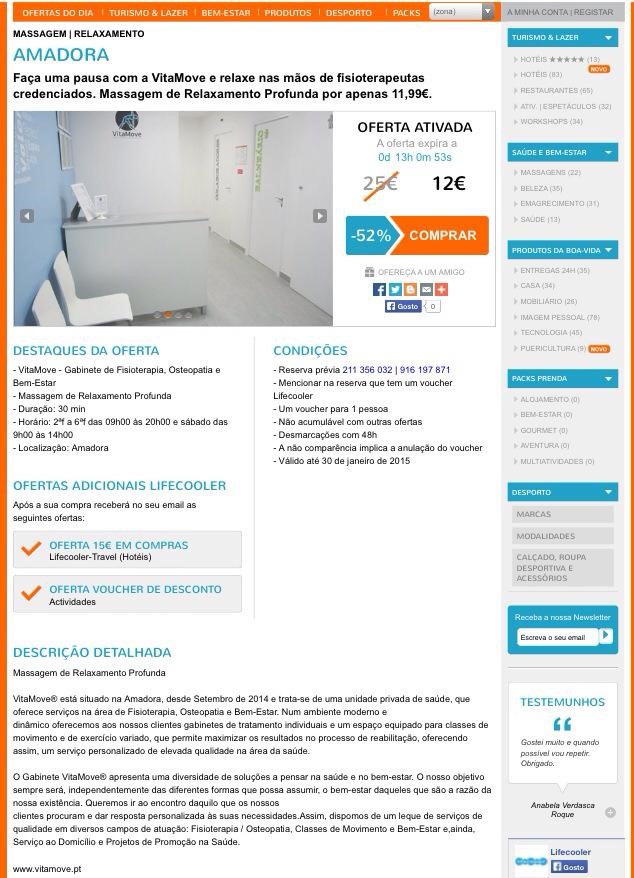 OFERTAS DO DIA | TURISMO & LAZER | BEM-ESTAR | PRODUTOS | DESPORTO | PACKS (zona) A MINHA CONTA | REGISTAR
MASSAGEM | RELAXAMENTO
AMADORA
Faça uma pausa com a VitaMove e relaxe nas mãos de fisioterapeutas
credenciados. Massagem de Relaxamento Profunda por apenas 11,99€.
VitaMove
OFERTA ATIVADA
A oferta expira a
0d 13h 0m 53s
25€ 12€
-52% COMPRAR
OFEREÇA A UM AMIGO
Gosto 0
DESTAQUES DA OFERTA
- VitaMove - Gabinete de Fisioterapia, Osteopatia e
Bem-Estar
- Massagem de Relaxamento Profunda
- Duração: 30 min
- Horário: 2ªf a 6ªf das 09h00 às 20h00 e sábado das
9h00 às 14h00
- Localização: Amadora
CONDIÇÕES
- Reserva prévia 211 356 032 | 916 197 871
- Mencionar na reserva que tem um voucher
Lifecooler
- Um voucher para 1 pessoa
- Não acumulável com outras ofertas
- Desmarcações com 48h
- A não comparência implica a anulação do voucher
- Válido até 30 de janeiro de 2015
OFERTAS ADICIONAIS LIFECOOLER
Após a sua compra receberá no seu email as
seguintes ofertas:
OFERTA 15€ EM COMPRAS
Lifecooler-Travel (Hotéis)
OFERTA VOUCHER DE DESCONTO
Actividades
DESCRIÇÃO DETALHADA
Massagem de Relaxamento Profunda
VitaMove® está situado na Amadora, desde Setembro de 2014 e trata-se de uma unidade privada de saúde, que
oferece serviços na área de Fisioterapia, Osteopatia e Bem-Estar. Num ambiente moderno e
dinâmico oferecemos aos nossos clientes gabinetes de tratamento individuais e um espaço equipado para classes de
movimento e de exercício variado, que permite maximizar os resultados no processo de reabilitação, oferecendo
assim, um serviço personalizado de elevada qualidade na área da saúde.
O Gabinete VitaMove® apresenta uma diversidade de soluções a pensar na saúde e no bem-estar. O nosso objetivo
sempre será, independentemente das diferentes formas que possa assumir, o bem-estar daqueles que são a razão da
nossa existência. Queremos ir ao encontro daquilo que os nossos
clientes procuram e dar resposta personalizada às suas necessidades.Assim, dispomos de um leque de serviços de
qualidade em diversos campos de atuação: Fisioterapia / Osteopatia, Classes de Movimento e Bem-Estar e,ainda,
Serviço ao Domicílio e Projetos de Promoção na Saúde.
www.vitamove.pt
TURISMO & LAZER
HOTÉIS ★★★★★ (13)
NOVO
HOTÉIS (83)
RESTAURANTES (65)
ATIV. | ESPETÁCULOS (32)
WORKSHOPS (34)
SAÚDE E BEM-ESTAR
MASSAGENS (22)
BELEZA (35)
EMAGRECIMENTO (31)
SAÚDE (13)
PRODUTOS DA BOA-VIDA
ENTREGAS 24H (35)
CASA (34)
MOBILIÁRIO (26)
IMAGEM PESSOAL (78)
TECNOLOGIA (45)
PUERICULTURA (9) NOVO
PACKS PRENDA
ALOJAMENTO (0)
BEM-ESTAR (0)
GOURMET (0)
AVENTURA (0)
MULTIATIVIDADES (0)
DESPORTO
MARCAS
MODALIDADES
CALÇADO, ROUPA
DESPORTIVA E
ACESSÓRIOS
Receba a nossa Newsletter
Escreva o seu email
TESTEMUNHOS
Gostei muito e quando
possível vou repetir.
Obrigado.
Anabela Verdasca
Roque
Lifecooler
Gosto